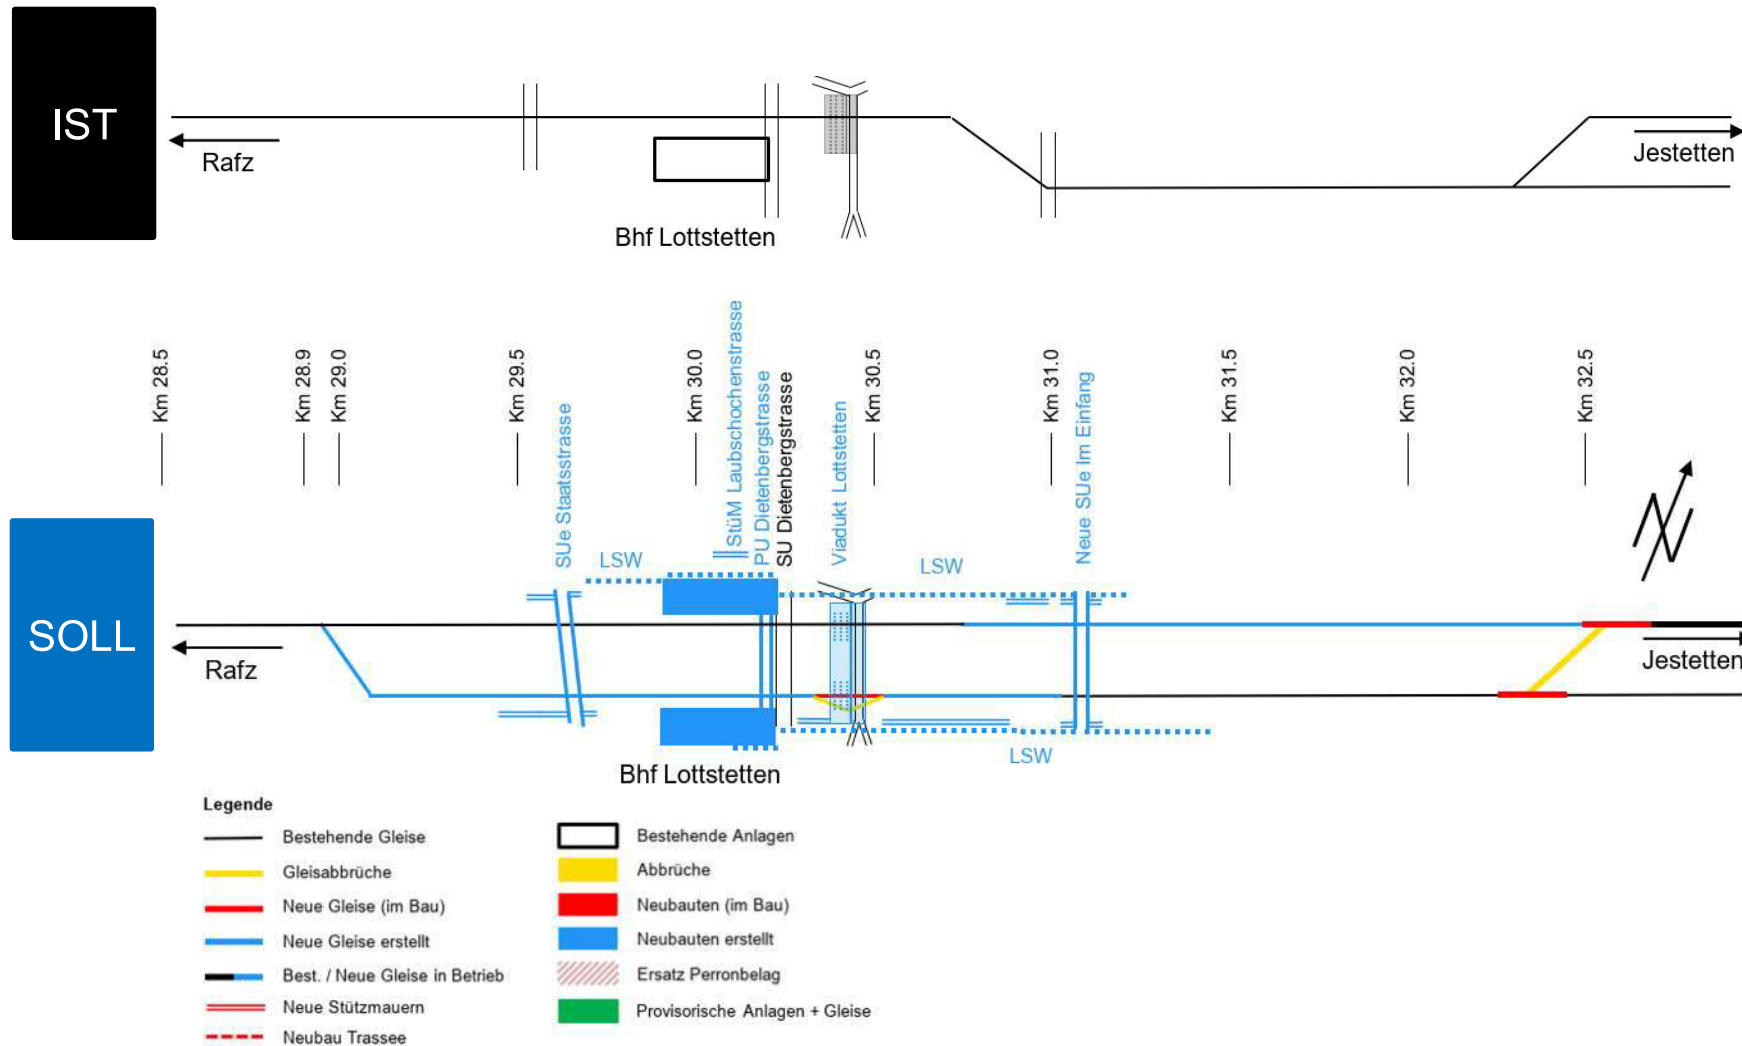 IST
Rafz
Jestetten
Bhf Lottstetten
Km 28.5
Km 28.9
Km 29.0
Km 29.5
SUe Staatsstrasse
Km 30.0
StüM Laubschochenstrasse
PU Dietenbergstrasse
SU Dietenbergstrasse
Viadukt Lottstetten
Km 30.5
Km 31.0
Neue SUe Im Einfang
Km 31.5
Km 32.0
Km 32.5
LSW
LSW
SOLL
Rafz
Jestetten
LSW
Bhf Lottstetten
Legende
Bestehende Gleise
Gleisabbrüche
Neue Gleise (im Bau)
Neue Gleise erstellt
Best. / Neue Gleise in Betrieb
Neue Stützmauern
Neubau Trassee
Bestehende Anlagen
Abbrüche
Neubauten (im Bau)
Neubauten erstellt
Ersatz Perronbelag
Provisorische Anlagen + Gleise